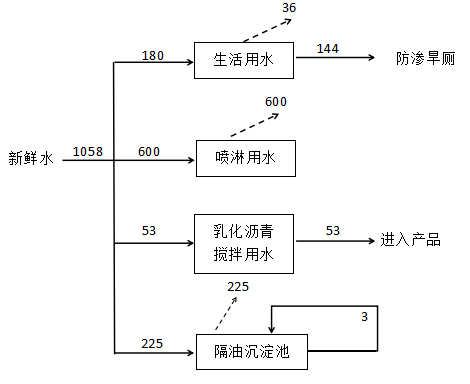 36
180
生活用水
144
防渗旱厕
600
新鲜水
1058
600
喷淋用水
53
乳化沥青
搅拌用水
53
进入产品
225
3
225
隔油沉淀池